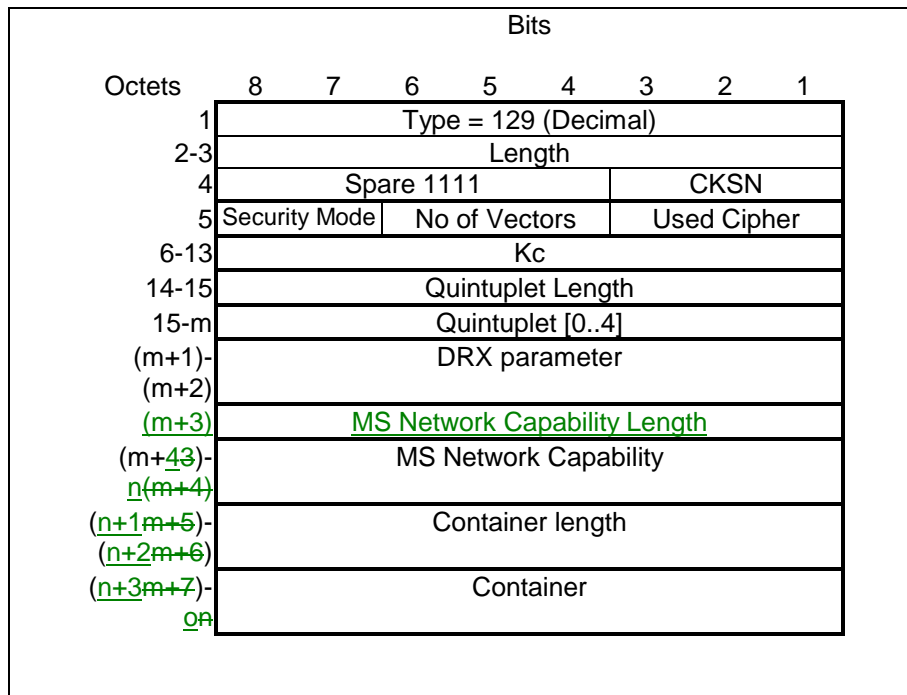 Bits
Octets 8 7 6 5 4 3 2 1
1 Type = 129 (Decimal)
2-3 Length
4 Spare 1111 CKSN
5 Security Mode No of Vectors Used Cipher
6-13 Kc
14-15 Quintuplet Length
15-m Quintuplet [0..4]
(m+1)- DRX parameter
(m+2)
(m+3) MS Network Capability Length
(m+43)- MS Network Capability
n(m+4)
(n+1m+5)- Container length
(n+2m+6)
(n+3m+7)- Container
on